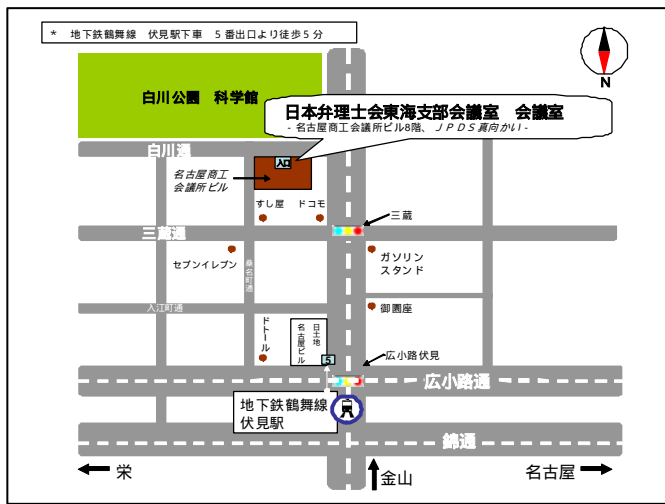 * 地下鉄鶴舞線 伏見駅下車 5番出口より徒歩5分
N
白川公園 科学館
日本弁理士会東海支部会議室 会議室
- 名古屋商工会議所ビル8階、JPDS真向かい -
白川通
入口
名古屋商工
会議所ビル
すし屋
ドコモ
三蔵
三蔵通
セブンイレブン
桑名町通
ガソリン
スタンド
入江町通
御園座
ドトール
日土地
名古屋ビル
5
広小路伏見
広小路通
地下鉄鶴舞線
伏見駅
錦通
栄
金山
名古屋